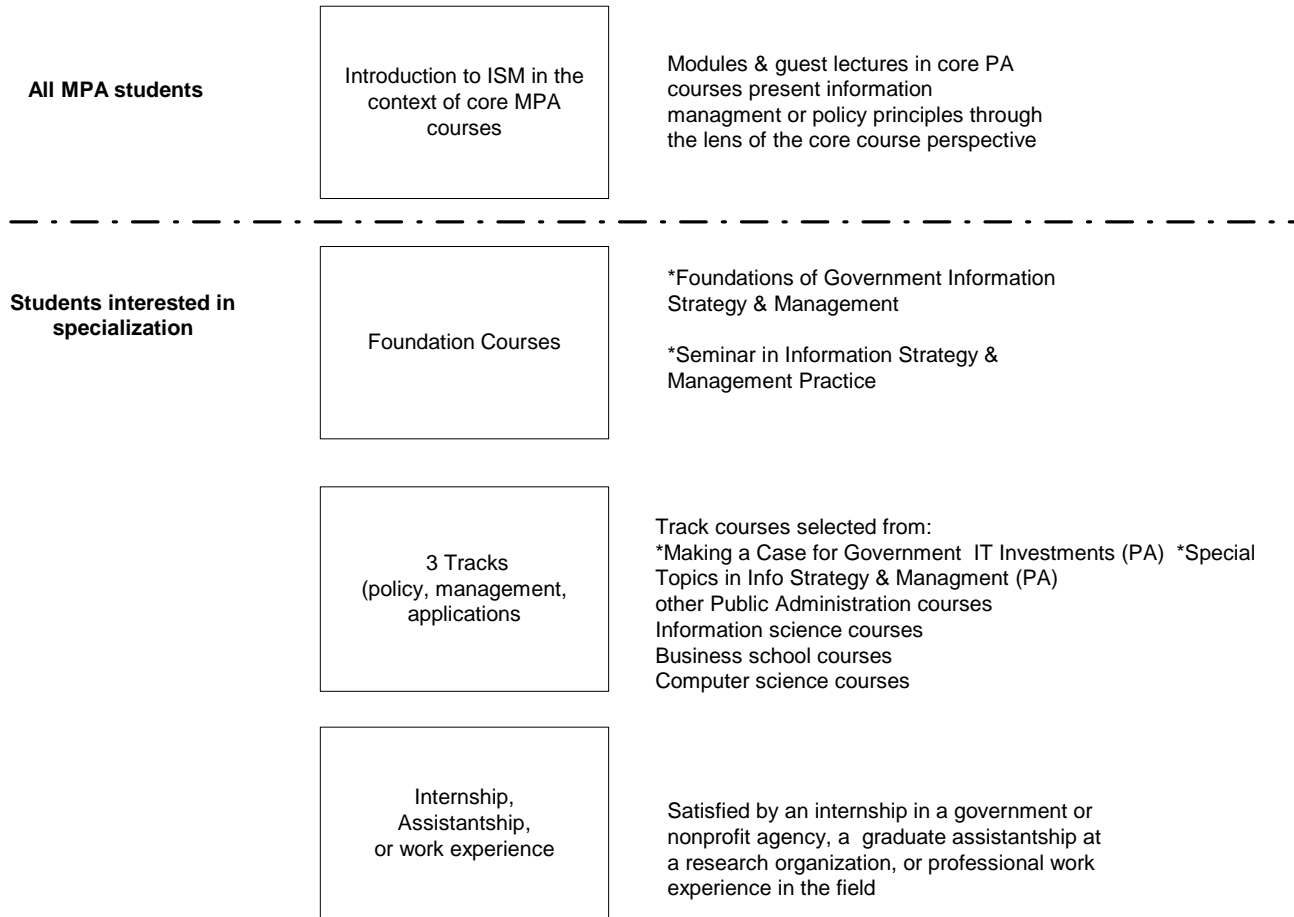 All MPA students
Introduction to ISM in the
context of core MPA
courses
Modules & guest lectures in core PA
courses present information
managment or policy principles through
the lens of the core course perspective
Students interested in
specialization
Foundation Courses
*Foundations of Government Information
Strategy & Management
*Seminar in Information Strategy &
Management Practice
3 Tracks
(policy, management,
applications
Track courses selected from:
*Making a Case for Government  IT Investments (PA)  *Special
Topics in Info Strategy & Managment (PA)
other Public Administration courses
Information science courses
Business school courses
Computer science courses
Internship,
Assistantship,
or work experience
Satisfied by an internship in a government or
nonprofit agency, a  graduate assistantship at
a research organization, or professional work
experience in the field